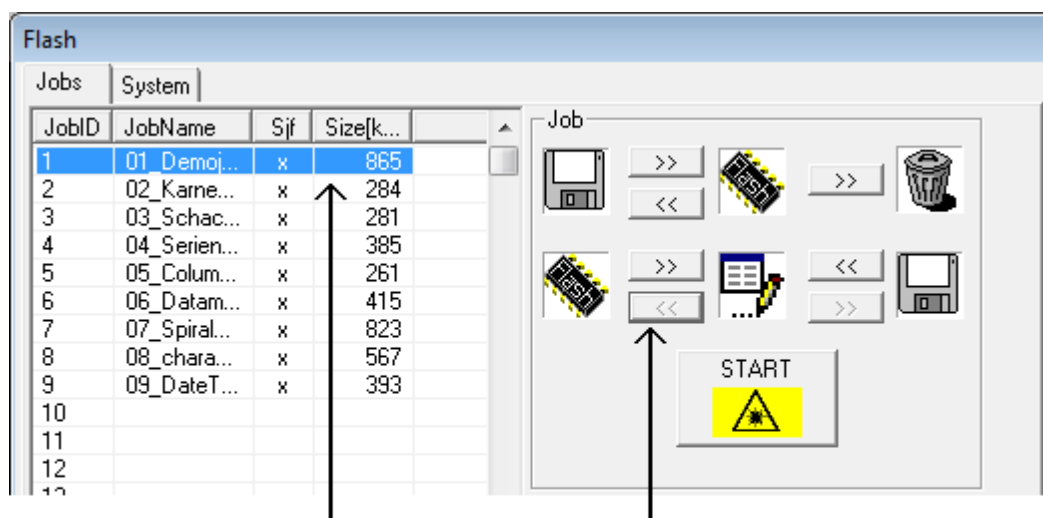 Flash
Jobs System
JobID JobName Sjf Size[k...
1 01_Demoj... x 865
2 02_Karne... x 284
3 03_Schac... x 281
4 04_Serien... x 385
5 05_Colum... x 261
6 06_Datam... x 415
7 07_Spiral... x 823
8 08_chara... x 567
9 09_DateT... x 393
10
11
12
Job
>> Flash >>
<<
Flash >> <<
<< >>
START